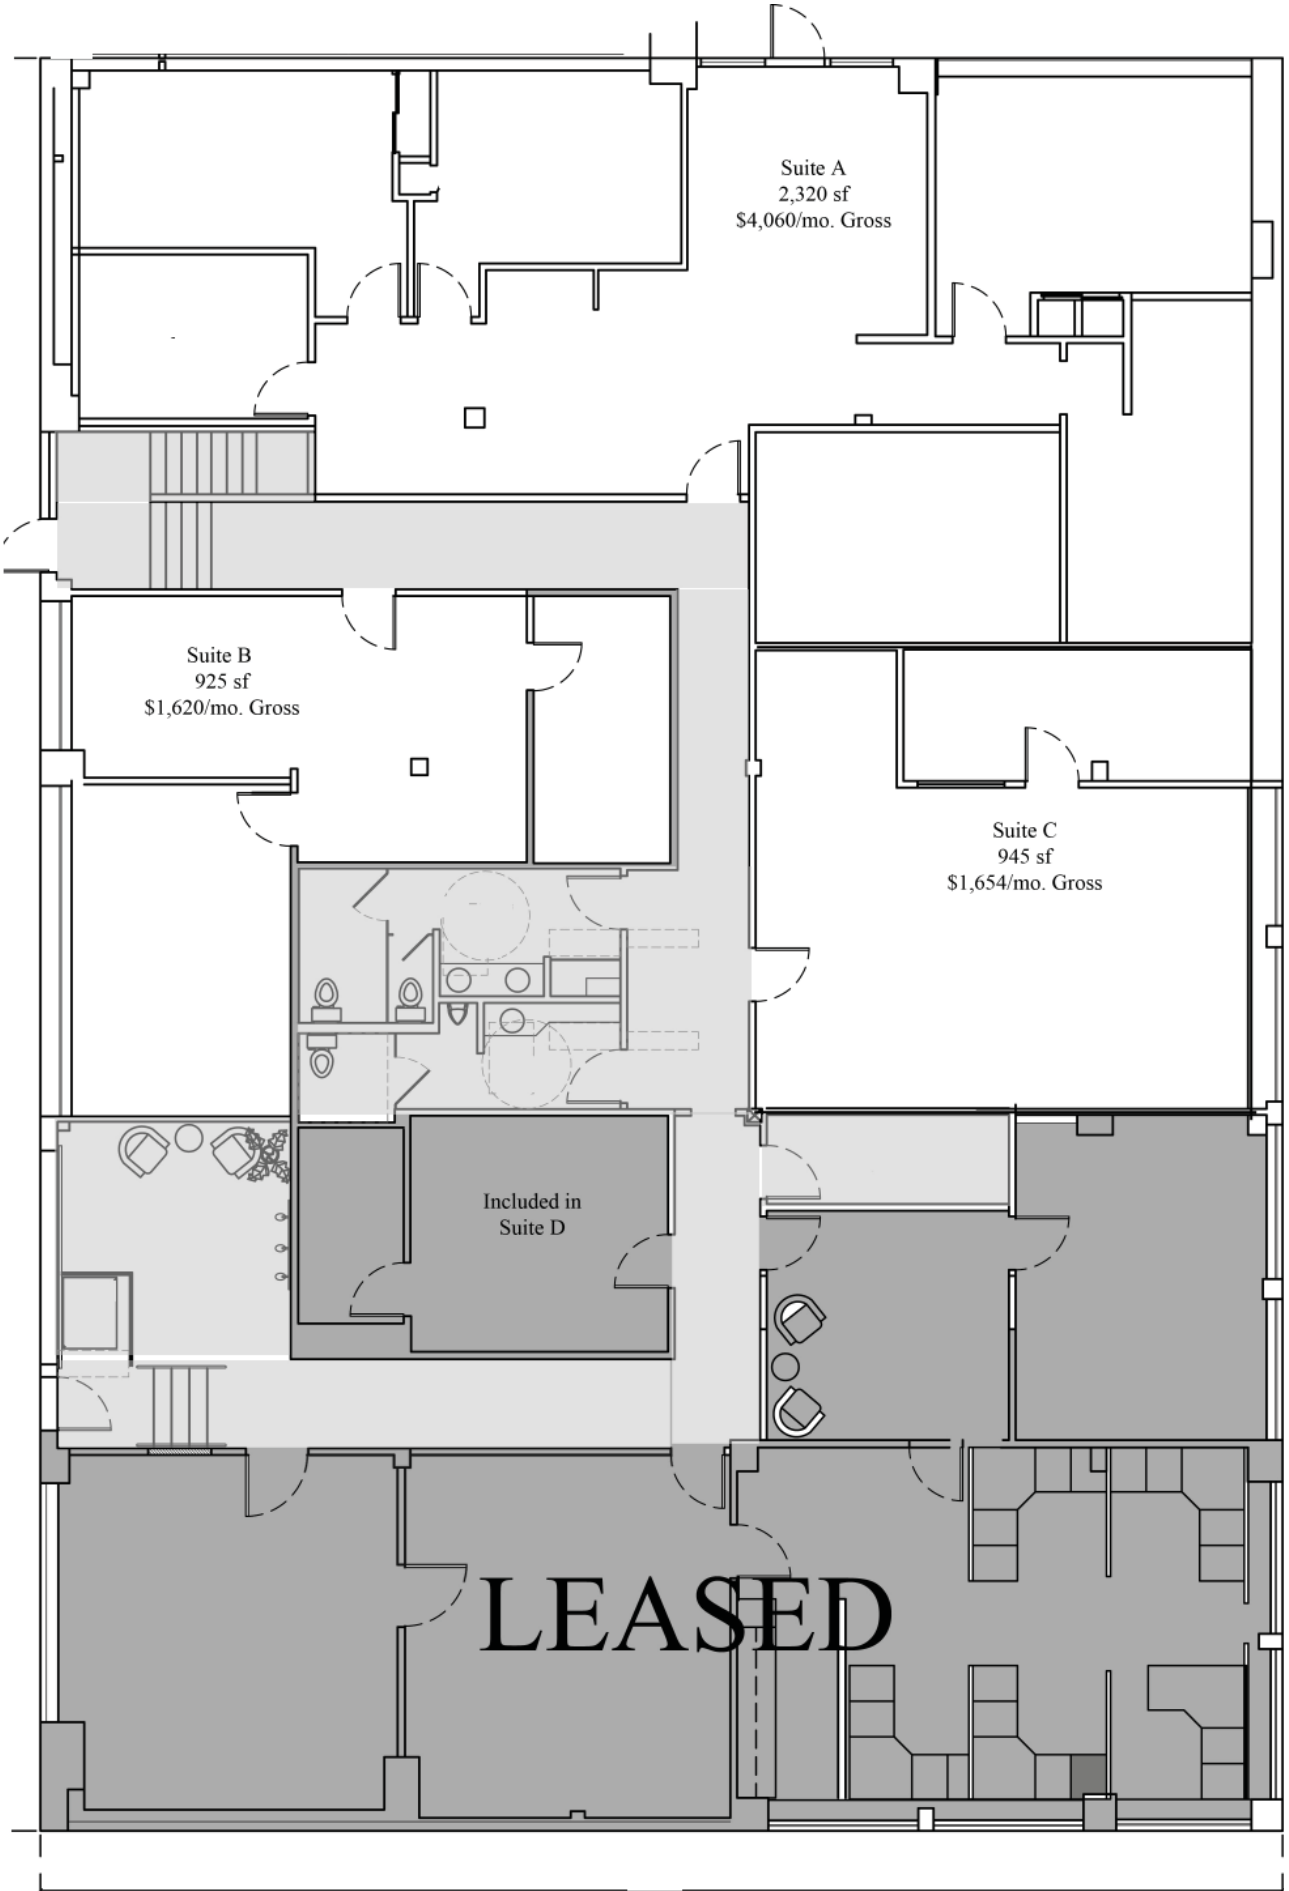 Suite A
2,320 sf
$4,060/mo. Gross
Suite B
925 sf
$1,620/mo. Gross
Suite C
945 sf
$1,654/mo. Gross
Included in
Suite D
LEASED